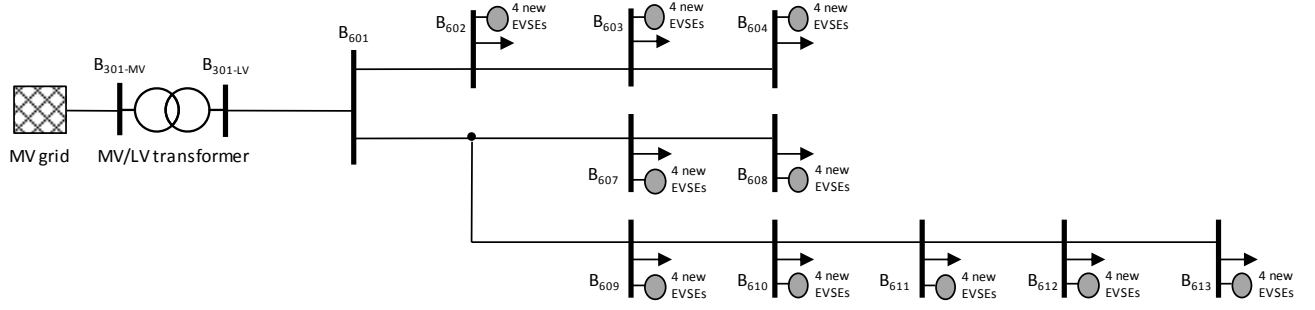 4 new
EVSEs
4 new
EVSEs
4 new
EVSEs
B602
B603
B604
B601
B301-MV
B301-LV
MV grid
MV/LV transformer
4 new
EVSEs
4 new
EVSEs
B607
B608
4 new
EVSEs
4 new
EVSEs
4 new
EVSEs
4 new
EVSEs
4 new
EVSEs
B609
B610
B611
B612
B613